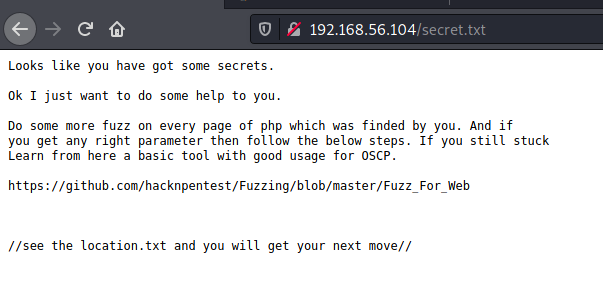 192.168.56.104/secret.txt
Looks like you have got some secrets.
Ok I just want to do some help to you.
Do some more fuzz on every page of php which was finded by you. And if
you get any right parameter then follow the below steps. If you still stuck
Learn from here a basic tool with good usage for OSCP.
https://github.com/hacknpentest/Fuzzing/blob/master/Fuzz_For_Web
//see the location.txt and you will get your next move//